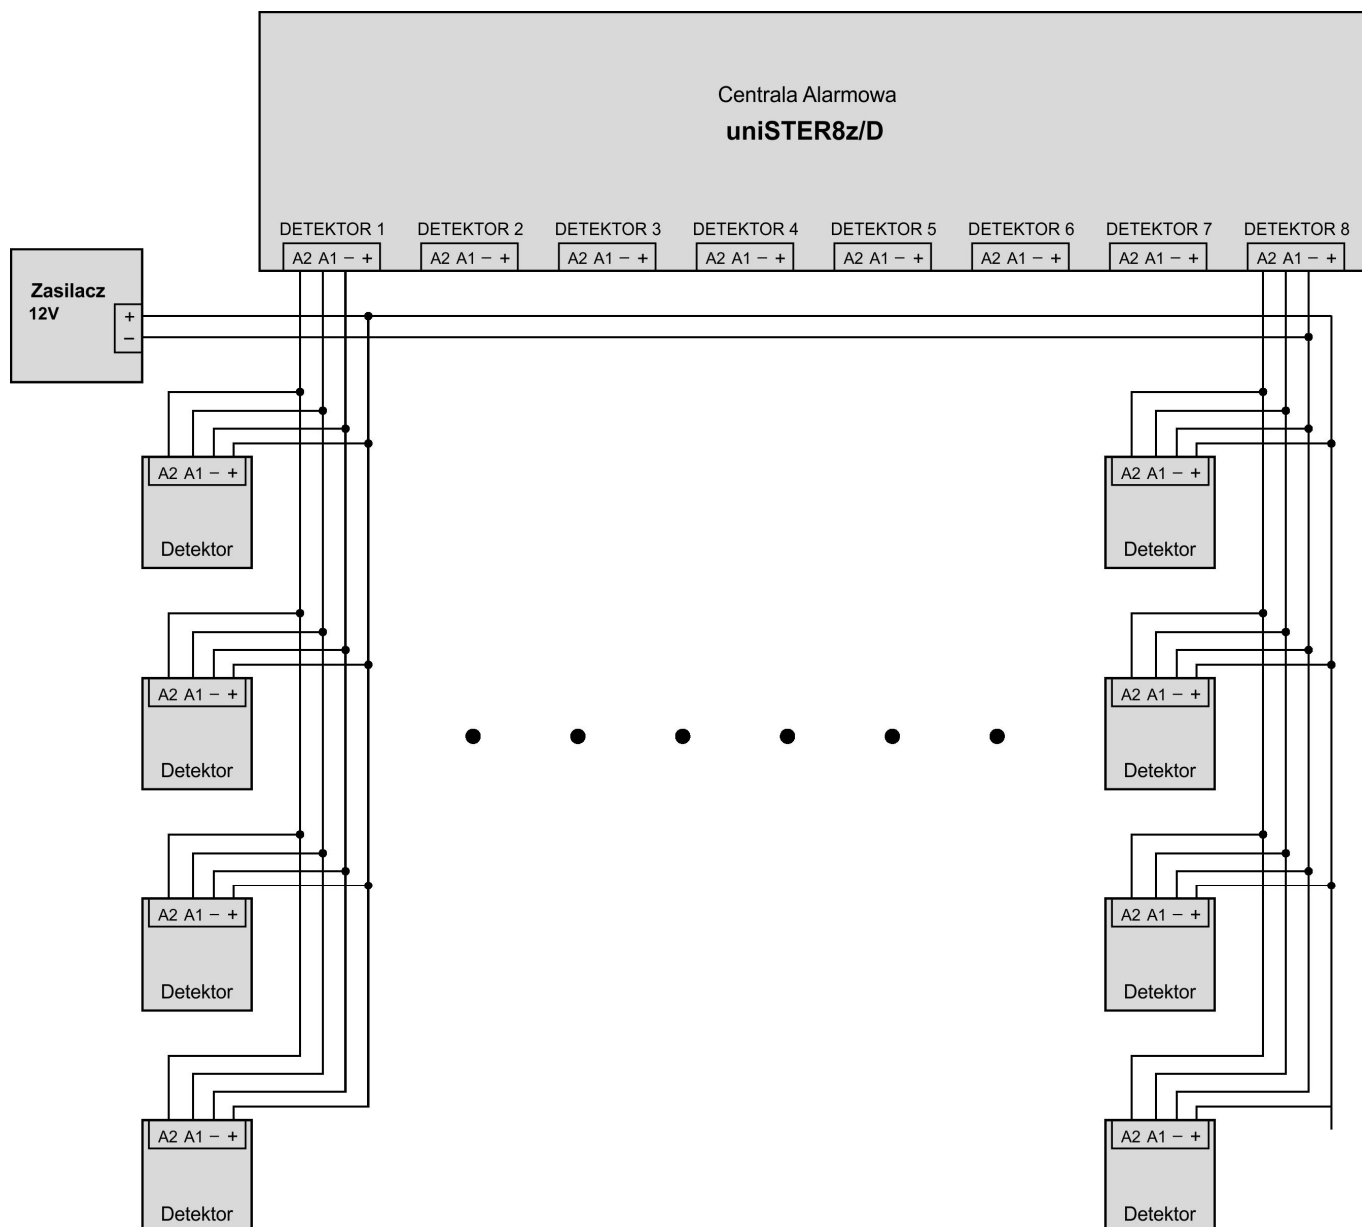 Centrala Alarmowa
uniSTER8z/D
DETEKTOR 1 DETEKTOR 2 DETEKTOR 3 DETEKTOR 4 DETEKTOR 5 DETEKTOR 6 DETEKTOR 7 DETEKTOR 8
A2 A1 − + A2 A1 − + A2 A1 − + A2 A1 − + A2 A1 − + A2 A1 − + A2 A1 − + A2 A1 − +
Zasilacz
12V
+
−
A2 A1 − + A2 A1 − +
Detektor Detektor
A2 A1 − + A2 A1 − +
Detektor Detektor
A2 A1 − + A2 A1 − +
Detektor Detektor
A2 A1 − + A2 A1 − +
Detektor Detektor